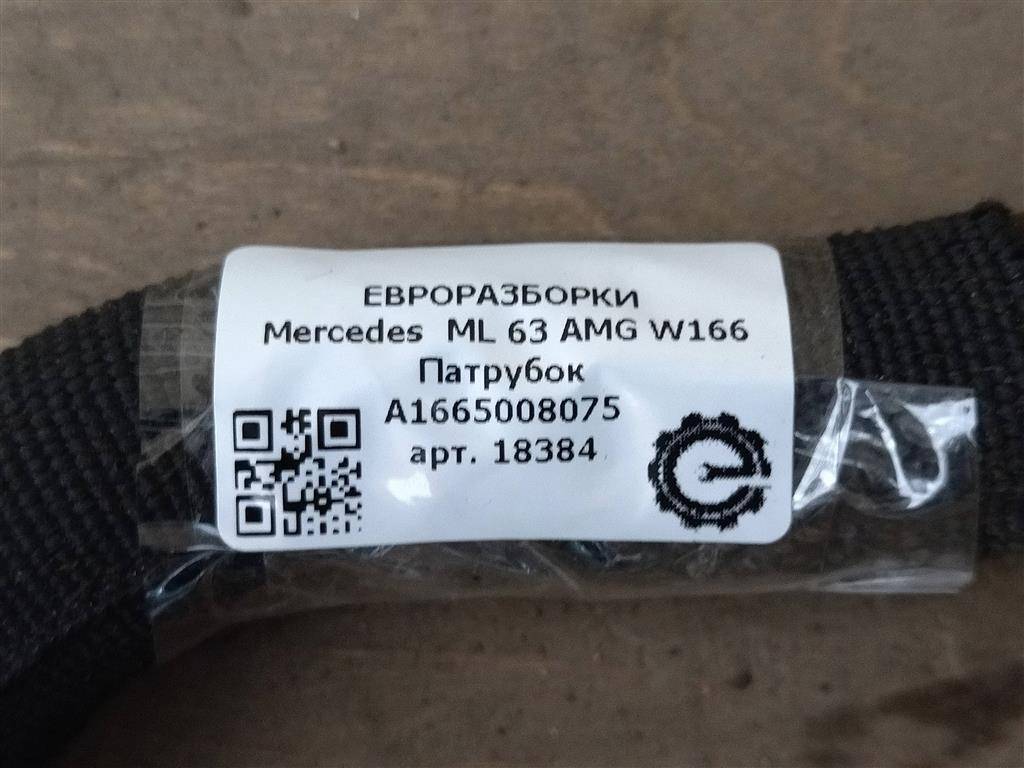 ЕВРОРАЗБОРКИ
Mercedes ML 63 AMG W166
Патрубок
A1665008075
арт. 18384